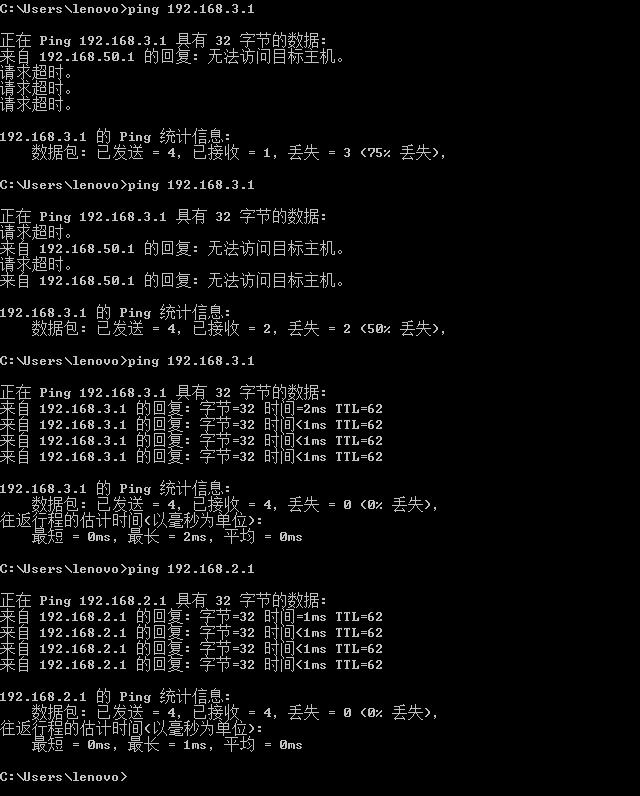 C:\Users\lenovo>ping 192.168.3.1
正在 Ping 192.168.3.1 具有 32 字节的数据:
来自 192.168.50.1 的回复: 无法访问目标主机。
请求超时。
请求超时。
请求超时。
192.168.3.1 的 Ping 统计信息:
数据包: 已发送 = 4, 已接收 = 1, 丢失 = 3 (75% 丢失),
C:\Users\lenovo>ping 192.168.3.1
正在 Ping 192.168.3.1 具有 32 字节的数据:
请求超时。
来自 192.168.50.1 的回复: 无法访问目标主机。
请求超时。
来自 192.168.50.1 的回复: 无法访问目标主机。
192.168.3.1 的 Ping 统计信息:
数据包: 已发送 = 4, 已接收 = 2, 丢失 = 2 (50% 丢失),
C:\Users\lenovo>ping 192.168.3.1
正在 Ping 192.168.3.1 具有 32 字节的数据:
来自 192.168.3.1 的回复: 字节=32 时间=2ms TTL=62
来自 192.168.3.1 的回复: 字节=32 时间<1ms TTL=62
来自 192.168.3.1 的回复: 字节=32 时间<1ms TTL=62
来自 192.168.3.1 的回复: 字节=32 时间<1ms TTL=62
192.168.3.1 的 Ping 统计信息:
数据包: 已发送 = 4, 已接收 = 4, 丢失 = 0 (0% 丢失),
往返行程的估计时间(以毫秒为单位):
最短 = 0ms, 最长 = 2ms, 平均 = 0ms
C:\Users\lenovo>ping 192.168.2.1
正在 Ping 192.168.2.1 具有 32 字节的数据:
来自 192.168.2.1 的回复: 字节=32 时间=1ms TTL=62
来自 192.168.2.1 的回复: 字节=32 时间<1ms TTL=62
来自 192.168.2.1 的回复: 字节=32 时间<1ms TTL=62
来自 192.168.2.1 的回复: 字节=32 时间<1ms TTL=62
192.168.2.1 的 Ping 统计信息:
数据包: 已发送 = 4, 已接收 = 4, 丢失 = 0 (0% 丢失),
往返行程的估计时间(以毫秒为单位):
最短 = 0ms, 最长 = 1ms, 平均 = 0ms
C:\Users\lenovo>